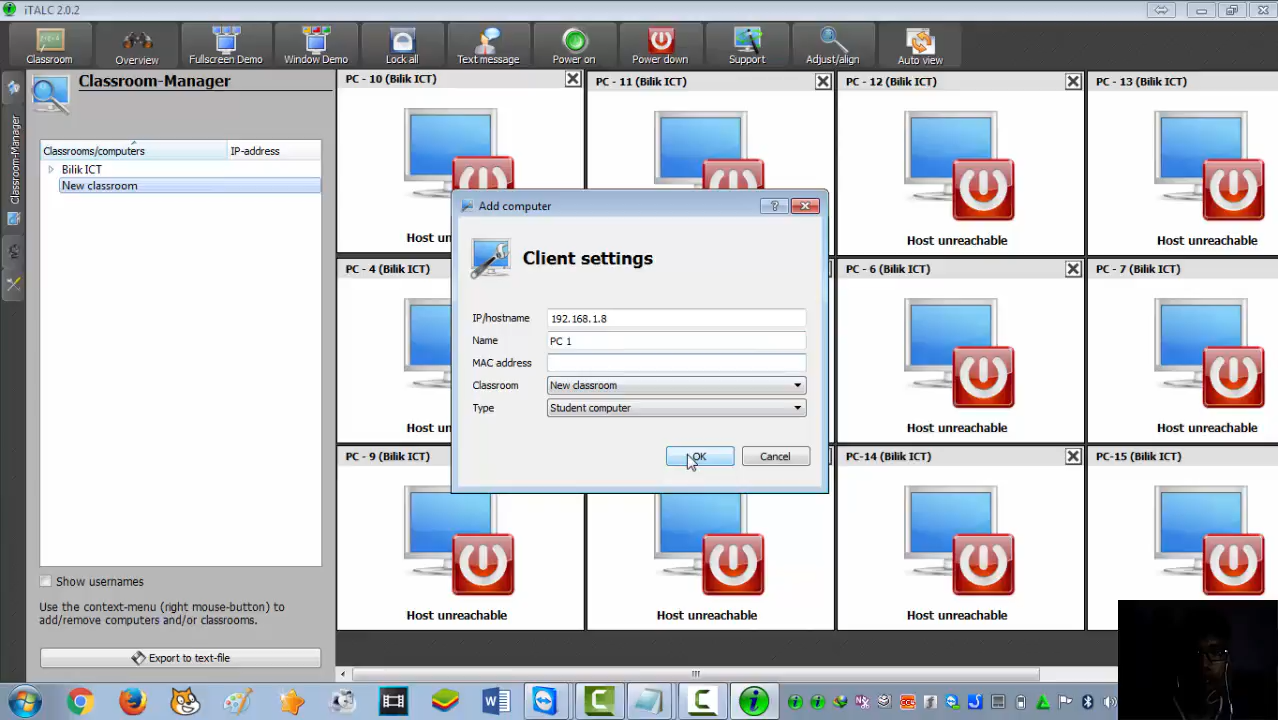 iTALC 2.0.2
Classroom
Overview
Fullscreen Demo
Window Demo
Lock all
Text message
Power on
Power down
Support
Adjust/align
Auto view
Classroom-Manager
Classroom-Manager
Classrooms/computers
IP-address
Bilik ICT
New classroom
Show usernames
Use the context-menu (right mouse-button) to
add/remove computers and/or classrooms.
Export to text-file
PC - 10 (Bilik ICT)
PC - 11 (Bilik ICT)
PC - 12 (Bilik ICT)
PC - 13 (Bilik ICT)
Host un
Host unreachable
Host unreachable
PC - 4 (Bilik ICT)
PC - 6 (Bilik ICT)
PC - 7 (Bilik ICT)
Host unreachable
Host unreachable
PC - 9 (Bilik ICT)
PC-14 (Bilik ICT)
PC-15 (Bilik ICT)
Host unreachable
Host unreachable
Host unreachable
Host unreachable
Add computer
Client settings
IP/hostname
192.168.1.8
Name
PC 1
MAC address
Classroom
New classroom
Type
Student computer
OK
Cancel